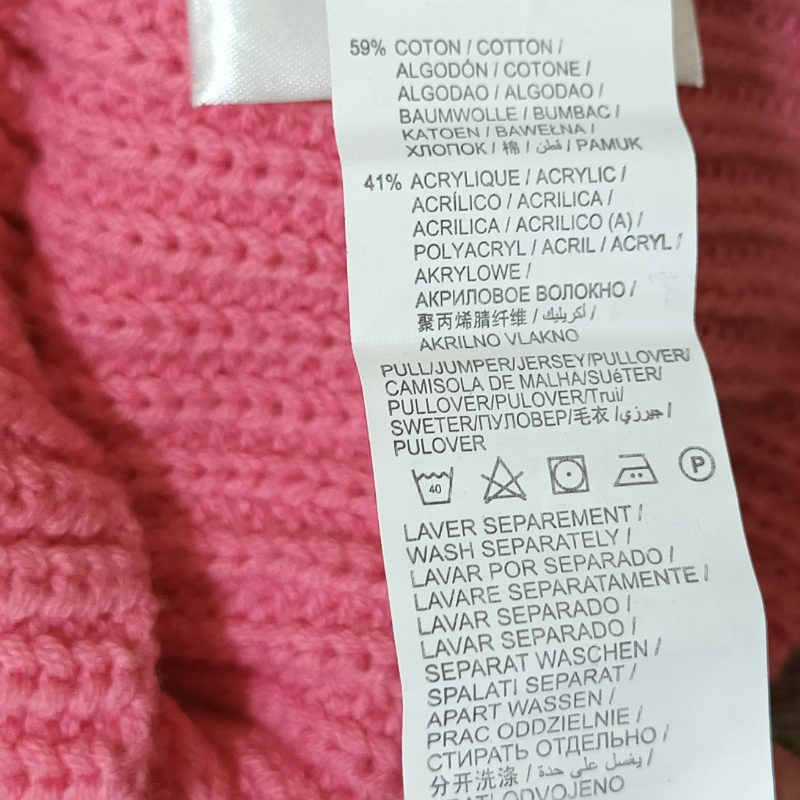 59% COTON / COTTON /
ALGODÓN / COTONE /
ALGODAO / ALGODAO /
BAUMWOLLE / BUMBAC /
KATOEN / BAWEŁNA /
ХЛОПОК / 棉 / قطن / PAMUK
41% ACRYLIQUE / ACRYLIC /
ACRÍLICO / ACRILICA /
ACRILICA / ACRILICO (A) /
POLYACRYL / ACRIL / ACRYL /
AKRYLOWE /
АКРИЛОВОЕ ВОЛОКНО /
聚丙烯腈纤维 / أكريليك /
AKRILNO VLAKNO
PULL/JUMPER/JERSEY/PULLOVER/
CAMISOLA DE MALHA/SUéTER/
PULLOVER/PULOVER/Trui/
SWETER/ПУЛОВЕР/毛衣 /جيرزي/
PULOVER
40 P
LAVER SEPAREMENT /
WASH SEPARATELY /
LAVAR POR SEPARADO /
LAVARE SEPARATAMENTE /
LAVAR SEPARADO /
LAVAR SEPARADO /
SEPARAT WASCHEN /
SPALATI SEPARAT /
APART WASSEN /
PRAC ODDZIELNIE /
СТИРАТЬ ОТДЕЛЬНО /
分开洗涤 / يغسل على حدة /
ODVOJENO